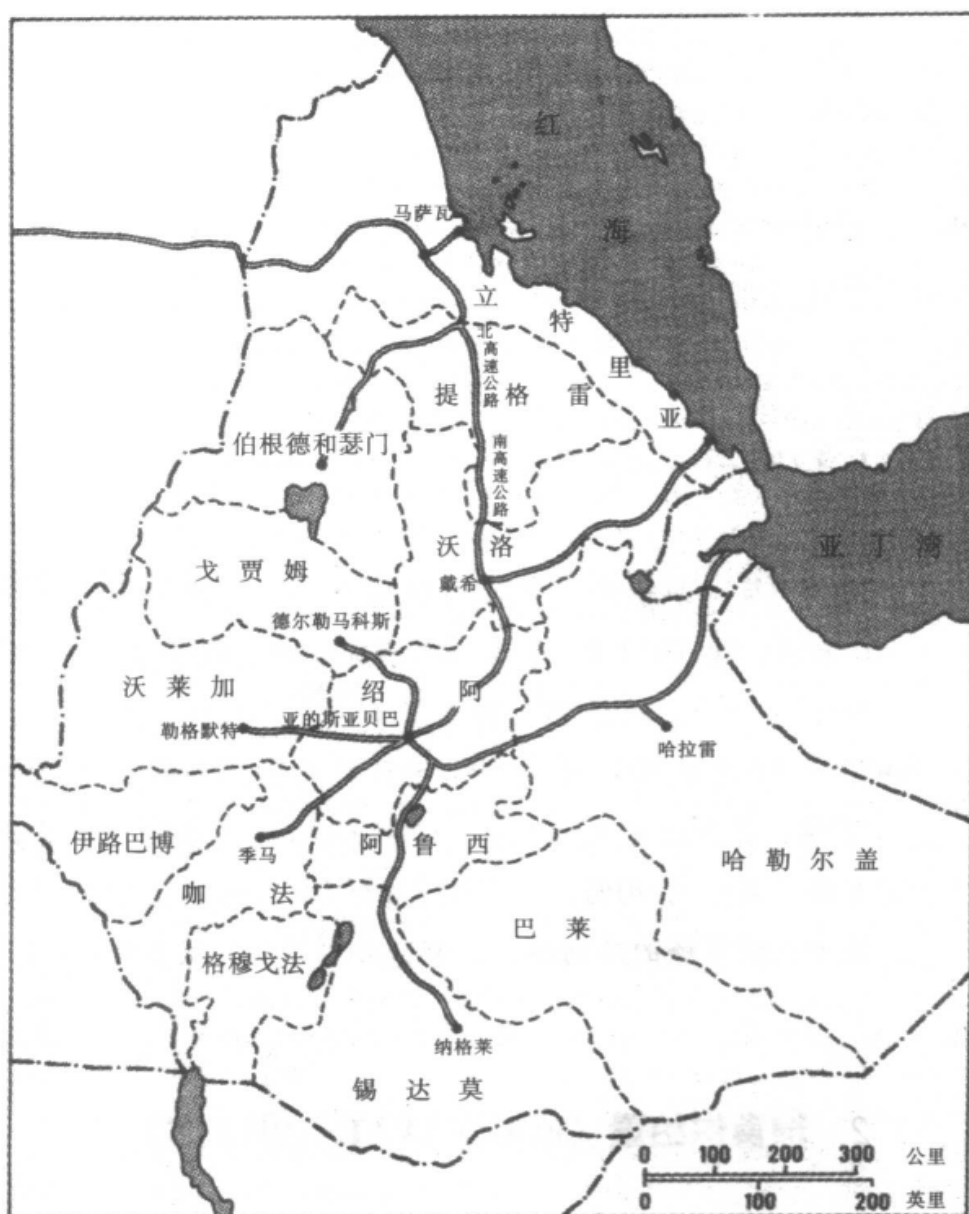 红
海
马萨瓦
立特里亚
北高速公路
提格雷
南高速公路
伯根德和瑟门
沃洛
亚丁湾
戈贾姆
戴希
德尔勒马科斯
沃莱加
绍阿
亚的斯亚贝巴
勒格默特
哈拉雷
伊路巴博
季马
阿鲁西
哈勒尔盖
咖法
巴莱
格穆戈法
纳格莱
锡达莫
0 100 200 300 公里
0 100 200 英里